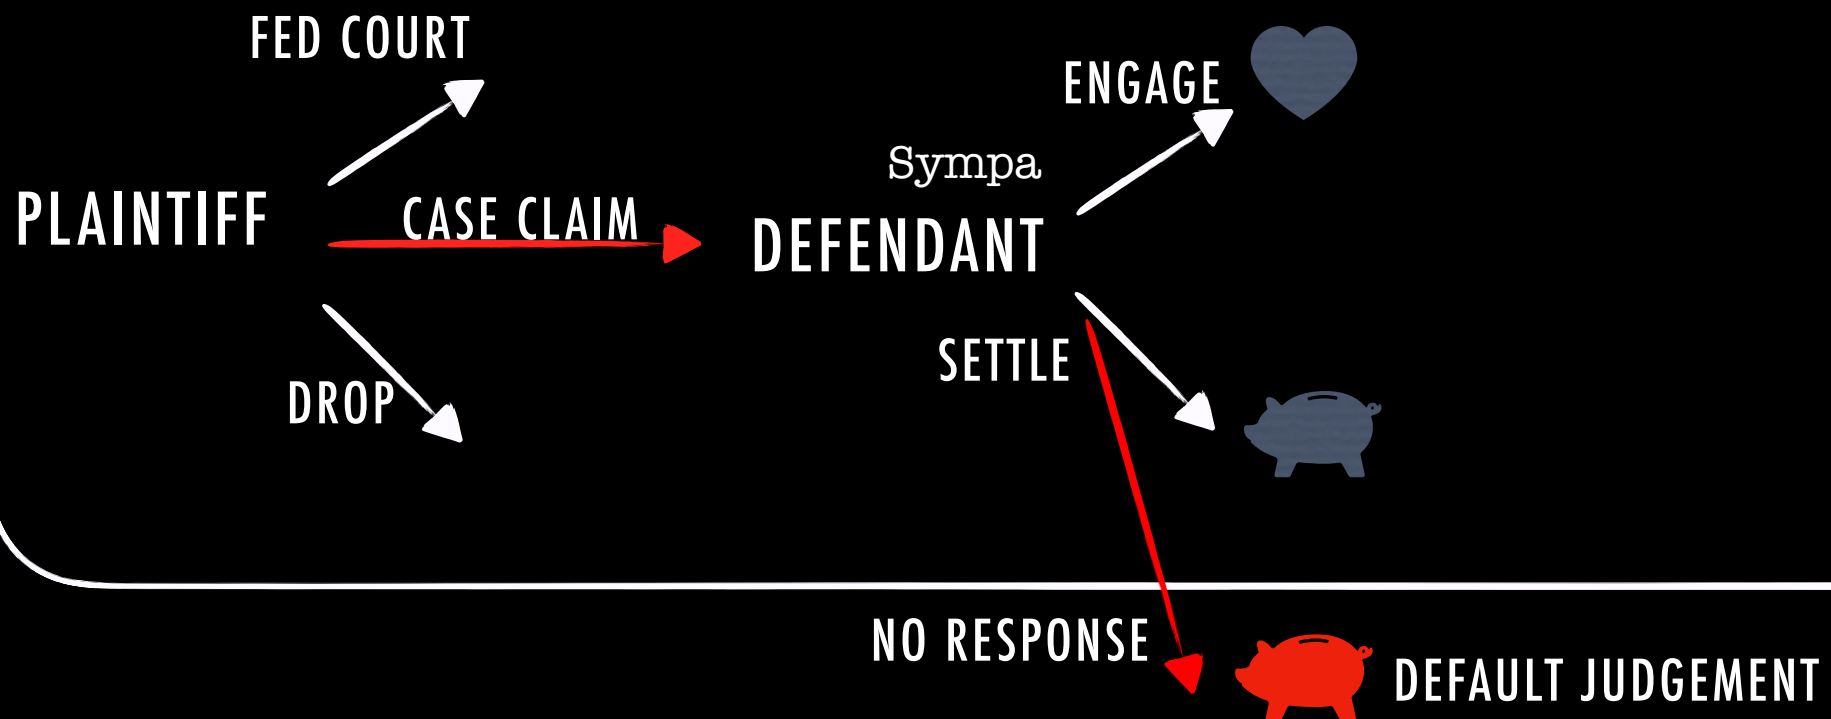 FED COURT
ENGAGE
Sympa
PLAINTIFF
CASE CLAIM
DEFENDANT
SETTLE
DROP
NO RESPONSE
DEFAULT JUDGEMENT